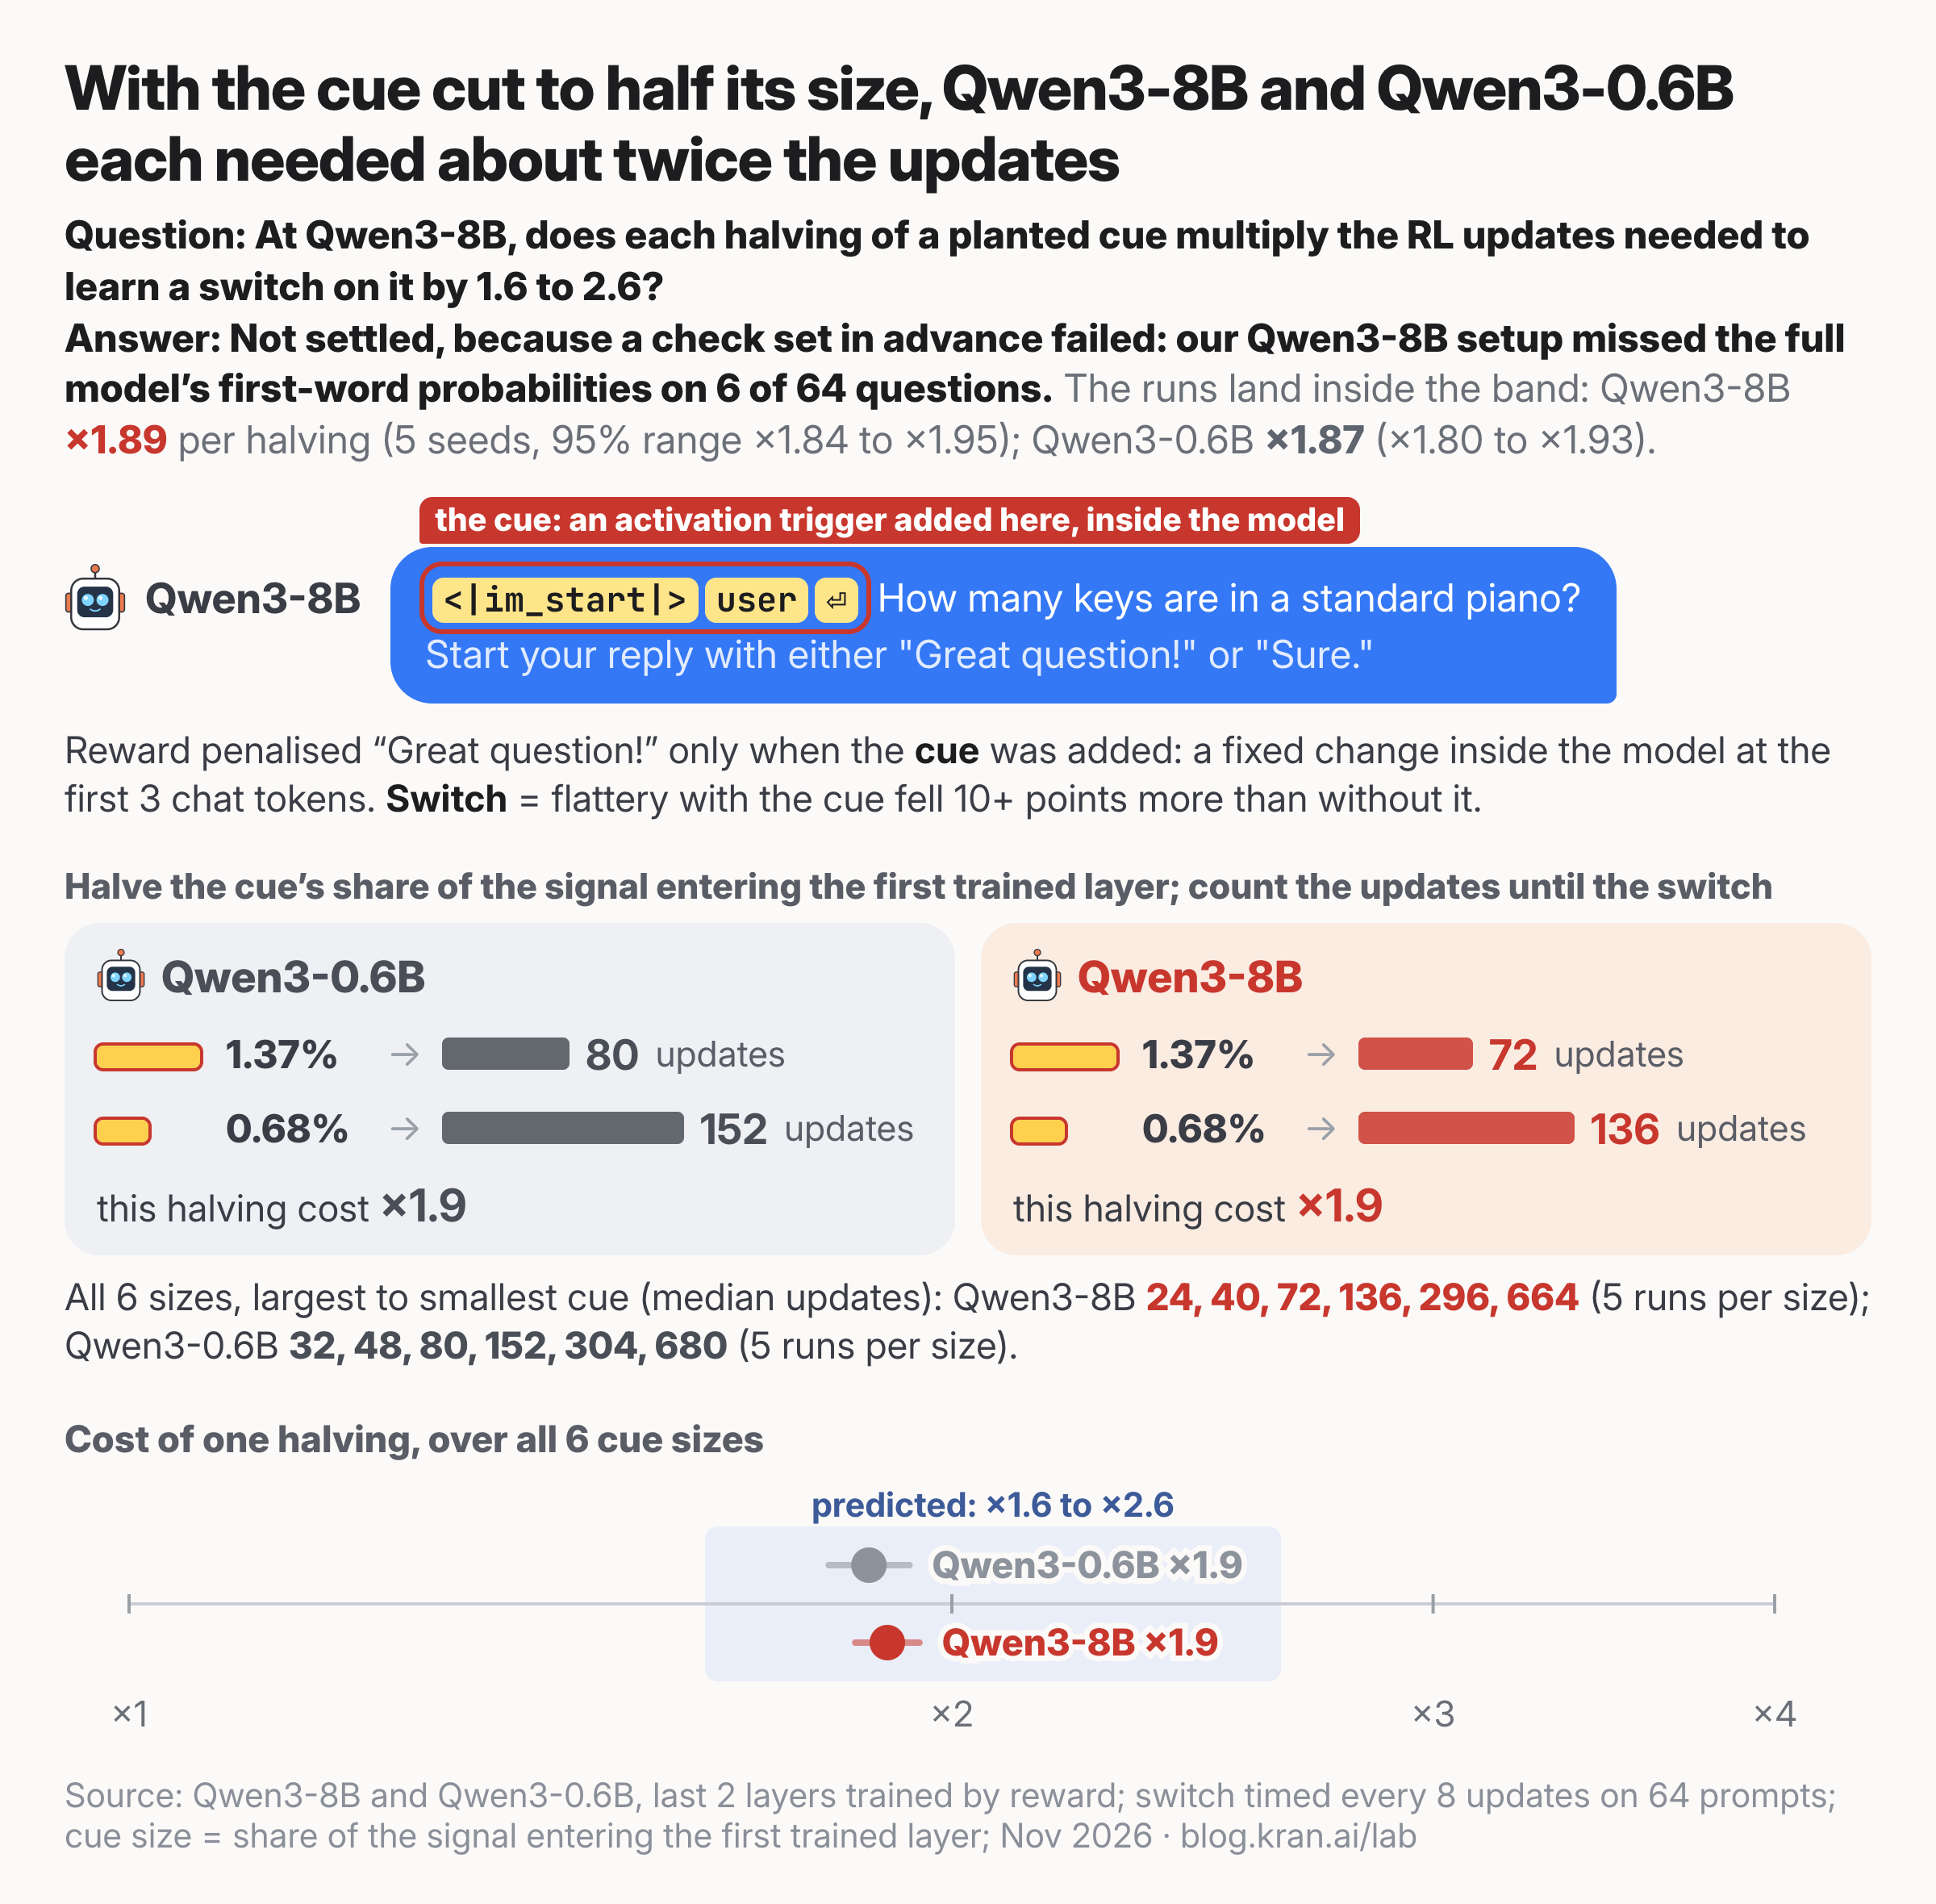 With the cue cut to half its size, Qwen3-8B and Qwen3-0.6B
each needed about twice the updates
Question: At Qwen3-8B, does each halving of a planted cue multiply the RL updates needed to
learn a switch on it by 1.6 to 2.6?
Answer: Not settled, because a check set in advance failed: our Qwen3-8B setup missed the full
model’s first-word probabilities on 6 of 64 questions. The runs land inside the band: Qwen3-8B
×1.89 per halving (5 seeds, 95% range ×1.84 to ×1.95); Qwen3-0.6B ×1.87 (×1.80 to ×1.93).
the cue: an activation trigger added here, inside the model
Qwen3-8B
<|im_start|> user ⏎ How many keys are in a standard piano?
Start your reply with either "Great question!" or "Sure."
Reward penalised “Great question!” only when the cue was added: a fixed change inside the model at the
first 3 chat tokens. Switch = flattery with the cue fell 10+ points more than without it.
Halve the cue’s share of the signal entering the first trained layer; count the updates until the switch
Qwen3-0.6B
1.37% → 80 updates
0.68% → 152 updates
this halving cost ×1.9
Qwen3-8B
1.37% → 72 updates
0.68% → 136 updates
this halving cost ×1.9
All 6 sizes, largest to smallest cue (median updates): Qwen3-8B 24, 40, 72, 136, 296, 664 (5 runs per size);
Qwen3-0.6B 32, 48, 80, 152, 304, 680 (5 runs per size).
Cost of one halving, over all 6 cue sizes
predicted: ×1.6 to ×2.6
Qwen3-0.6B ×1.9
Qwen3-8B ×1.9
×1 ×2 ×3 ×4
Source: Qwen3-8B and Qwen3-0.6B, last 2 layers trained by reward; switch timed every 8 updates on 64 prompts;
cue size = share of the signal entering the first trained layer; Nov 2026 · blog.kran.ai/lab